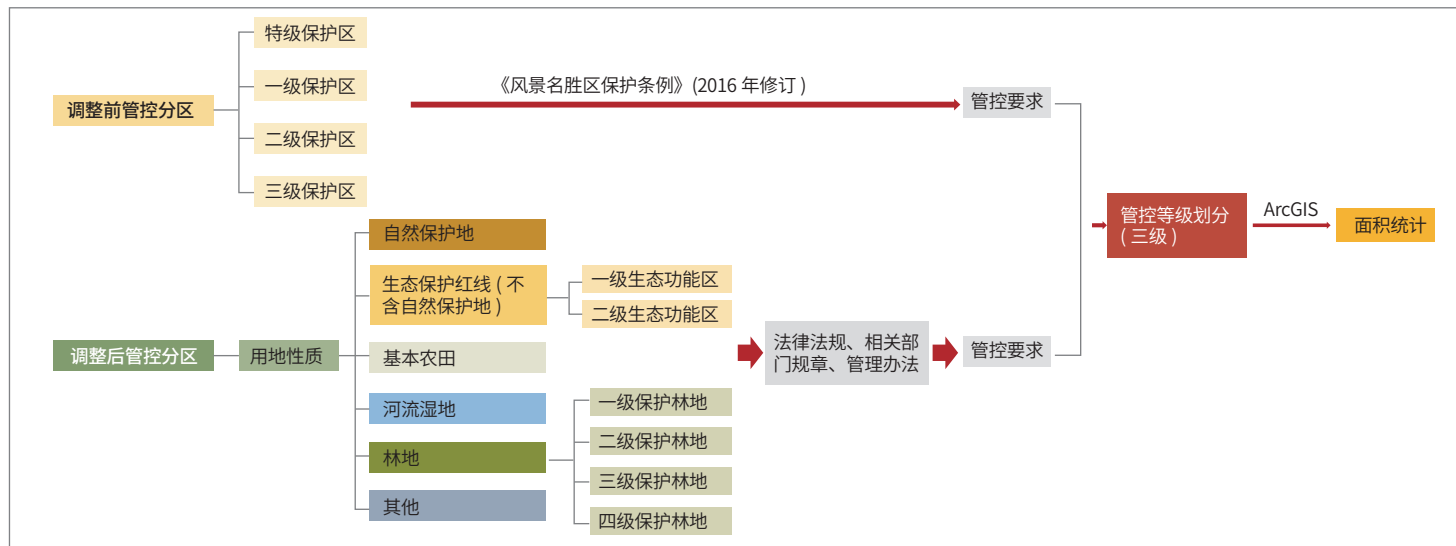 特级保护区
一级保护区
调整前管控分区
二级保护区
三级保护区
《风景名胜区保护条例》(2016 年修订 )
管控要求
自然保护地
生态保护红线 ( 不
含自然保护地 )
一级生态功能区
二级生态功能区
调整后管控分区
用地性质
基本农田
河流湿地
林地
其他
一级保护林地
二级保护林地
三级保护林地
四级保护林地
法律法规、相关部
门规章、管理办法
管控要求
管控等级划分
( 三级 )
ArcGIS
面积统计